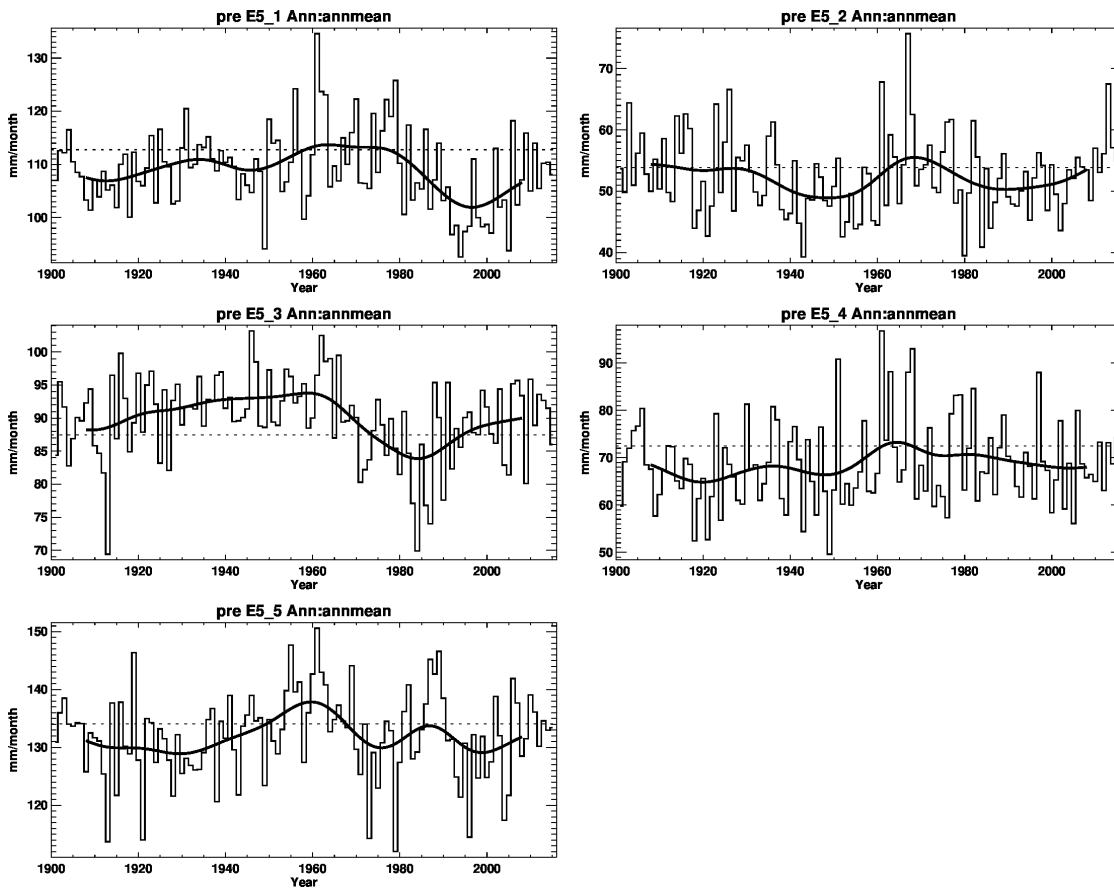 pre E5_1 Ann:annmean
mm/month
130
120
110
100
1900 1920 1940 1960 1980 2000
Year
pre E5_2 Ann:annmean
mm/month
70
60
50
40
1900 1920 1940 1960 1980 2000
Year
pre E5_3 Ann:annmean
mm/month
100
95
90
85
80
75
70
1900 1920 1940 1960 1980 2000
Year
pre E5_4 Ann:annmean
mm/month
90
80
70
60
50
1900 1920 1940 1960 1980 2000
Year
pre E5_5 Ann:annmean
mm/month
150
140
130
120
1900 1920 1940 1960 1980 2000
Year